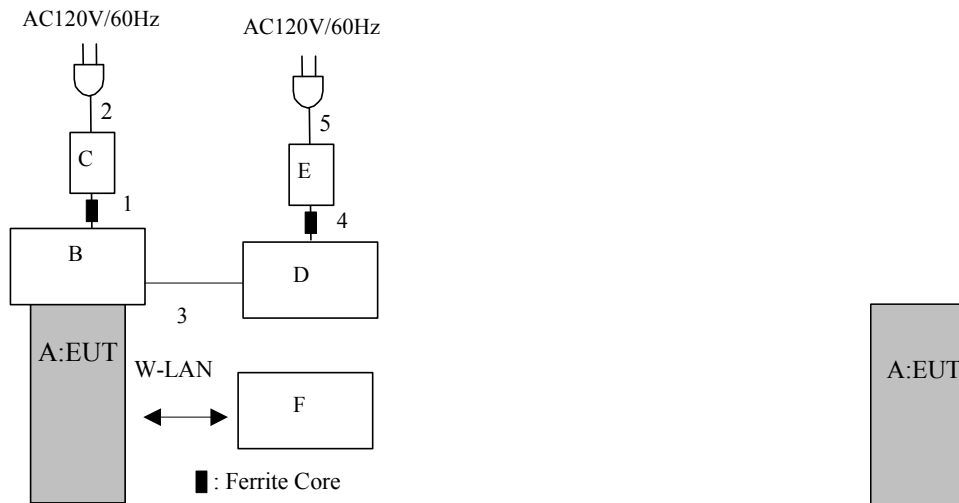 AC120V/60Hz
AC120V/60Hz
2
5
C
E
1
4
B
D
3
A:EUT
W-LAN
F
: Ferrite Core
A:EUT